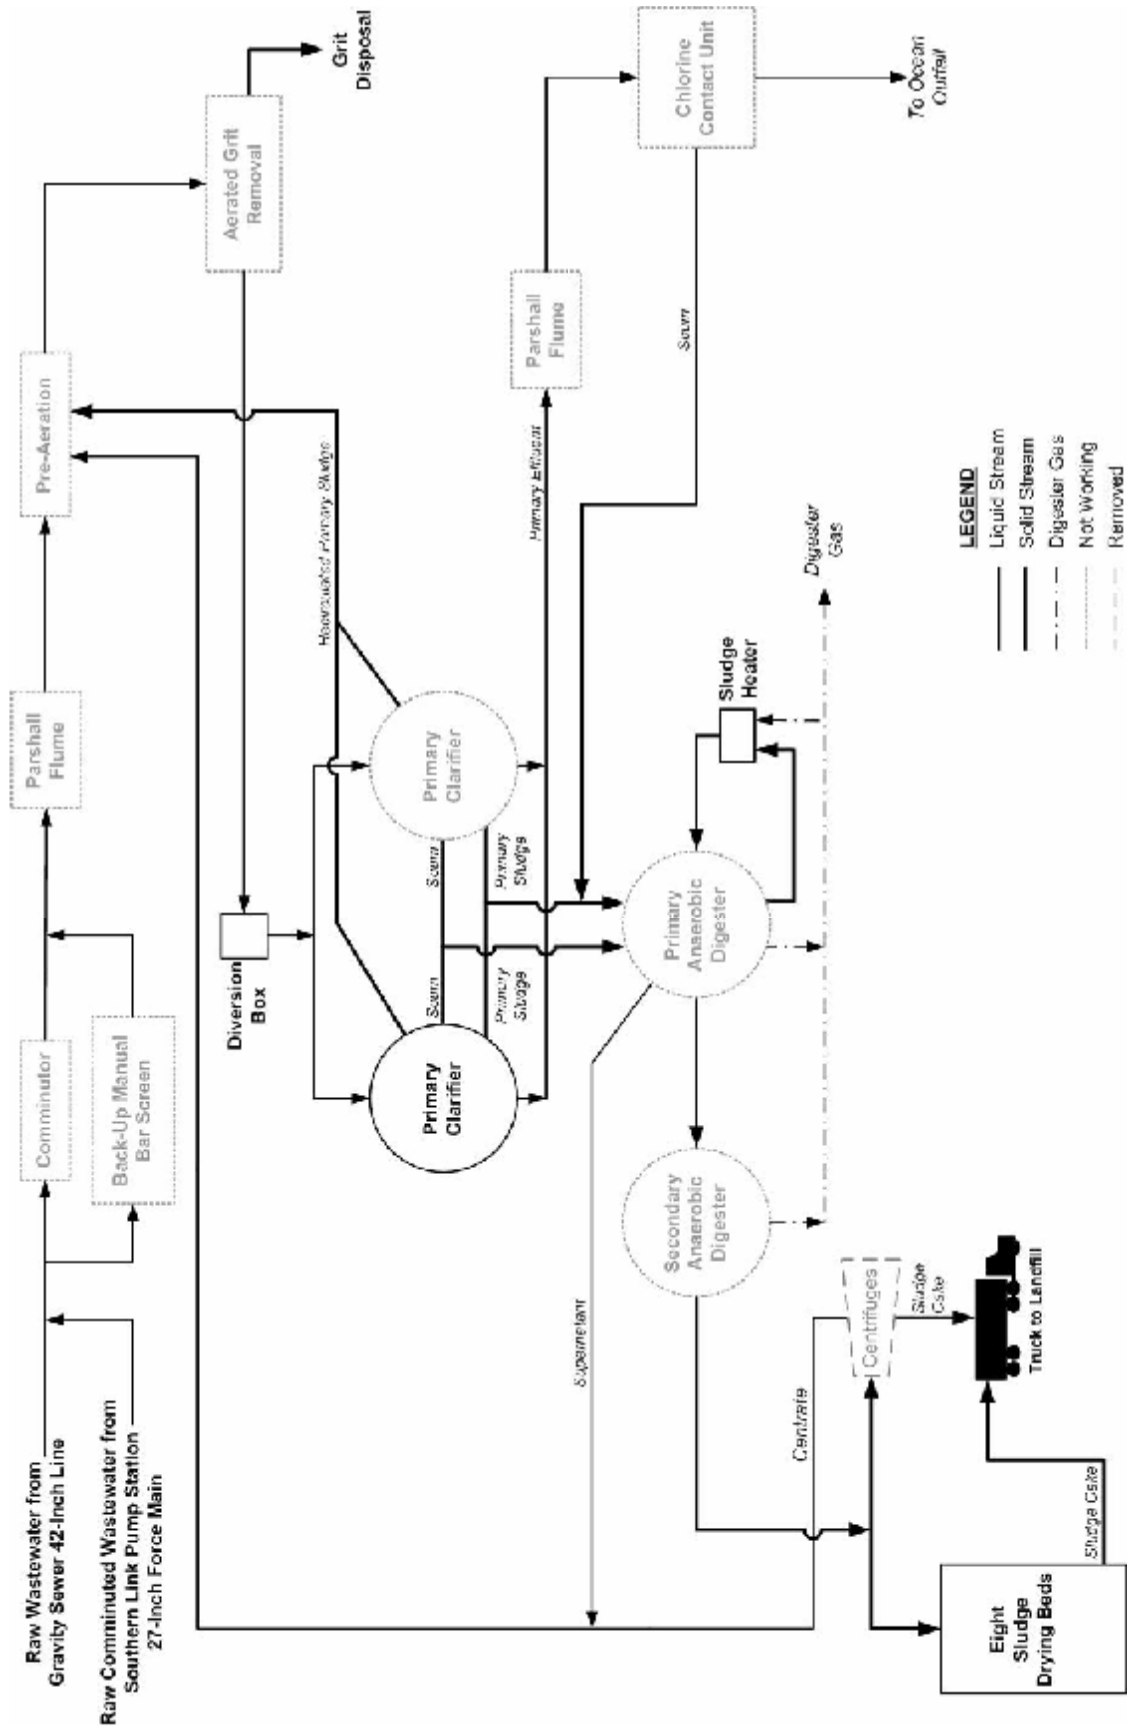 Raw Wastewater from
Gravity Sewer 42-Inch Line
Raw Comminuted Wastewater from
Southern Link Pump Station
27-Inch Force Main
Comminutor
Back-Up Manual
Bar Screen
Parshall
Flume
Pre-Aeration
Aerated Grit
Removal
Grit
Disposal
Diversion
Box
Recirculated Primary Sludge
Primary
Clarifier
Primary
Clarifier
Scum
Scum
Primary
Sludge
Primary
Sludge
Primary Effluent
Parshall
Flume
Chlorine
Contact Unit
To Ocean
Outfall
Scum
Supernatant
Secondary
Anaerobic
Digester
Primary
Anaerobic
Digester
Sludge
Heater
Digester
Gas
Centrate
Centrifuges
Sludge
Cake
Truck to Landfill
Eight
Sludge
Drying Beds
Sludge Cake
LEGEND
Liquid Stream
Solid Stream
Digester Gas
Not Working
Removed